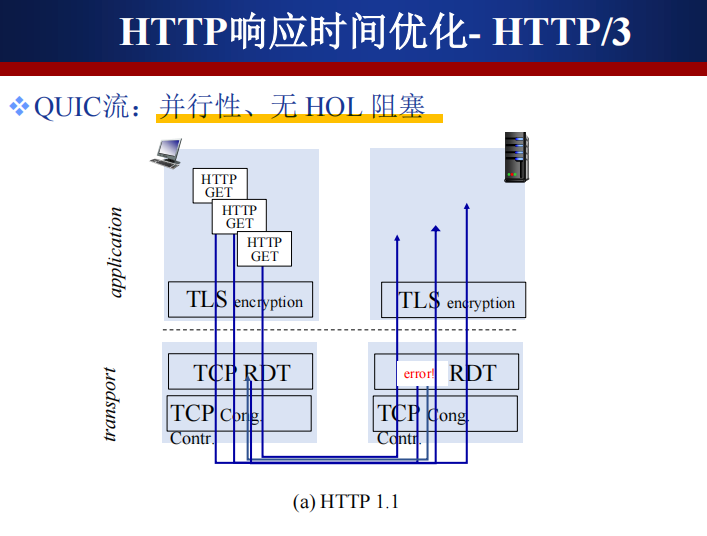 HTTP响应时间优化- HTTP/3
QUIC流：并行性、无 HOL 阻塞
HTTP
GET
HTTP
GET
HTTP
GET
application
TLS encryption
TLS encryption
transport
TCP RDT
error! RDT
TCP Cong.
Contr.
TCP Cong.
Contr.
(a) HTTP 1.1